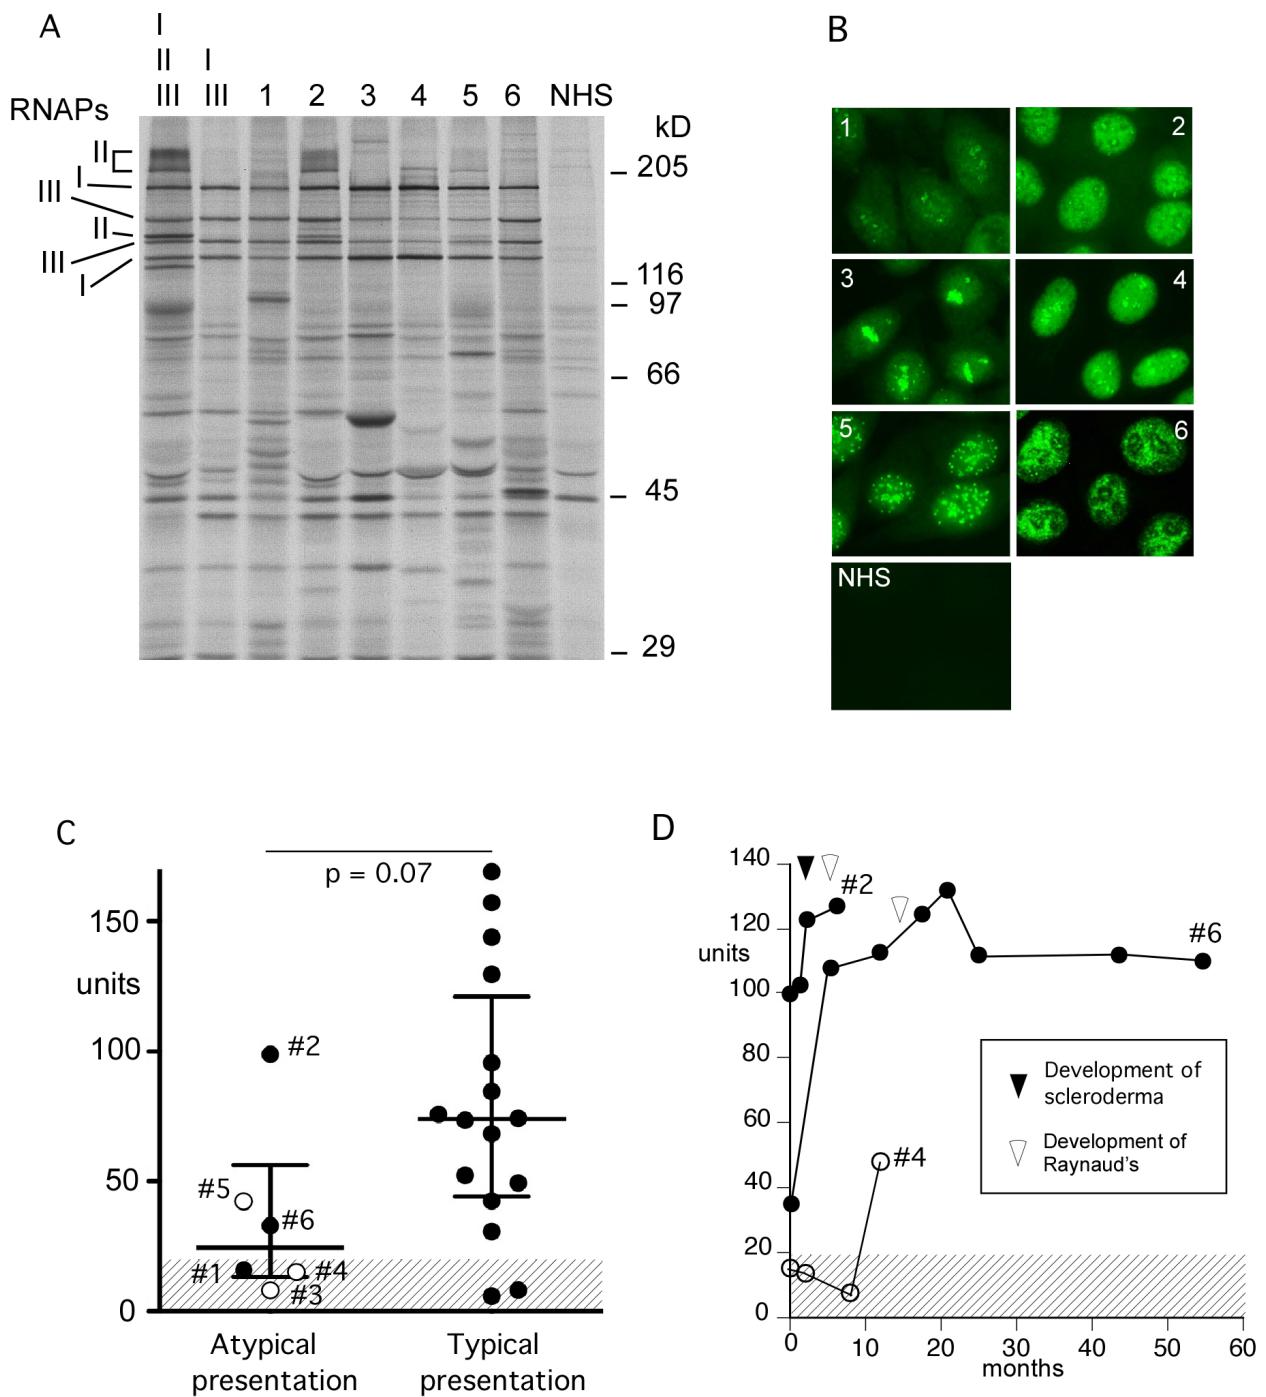 A
I
II I
III III 1 2 3 4 5 6 NHS
RNAPs
kD
II
I
III
II
III
I
205
116
97
66
45
29
B
1 2
3 4
5 6
NHS
C
p = 0.07
150
units
100
50
0
#2
#5
#6
#1
#4
#3
Atypical
presentation
Typical
presentation
D
140
120
units
100
80
60
40
20
0
#2
#6
#4
Development of
scleroderma
Development of
Raynaud's
0 10 20 30 40 50 60
months